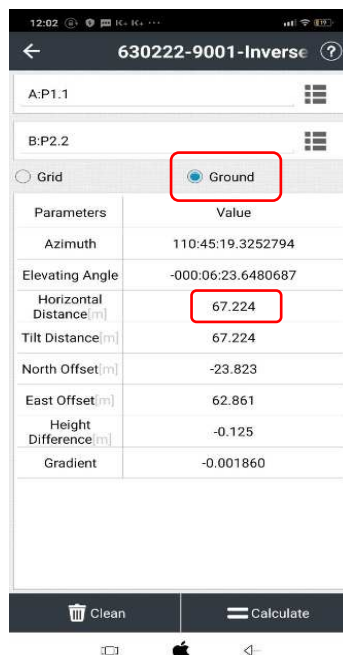 12:02 K₊ K₊ ...
630222-9001-Inverse ?
A:P1.1
B:P2.2
Grid Ground
Parameters Value
Azimuth 110:45:19.3252794
Elevating Angle -000:06:23.6480687
Horizontal
Distance[m] 67.224
Tilt Distance[m] 67.224
North Offset[m] -23.823
East Offset[m] 62.861
Height
Difference[m] -0.125
Gradient -0.001860
Clean Calculate